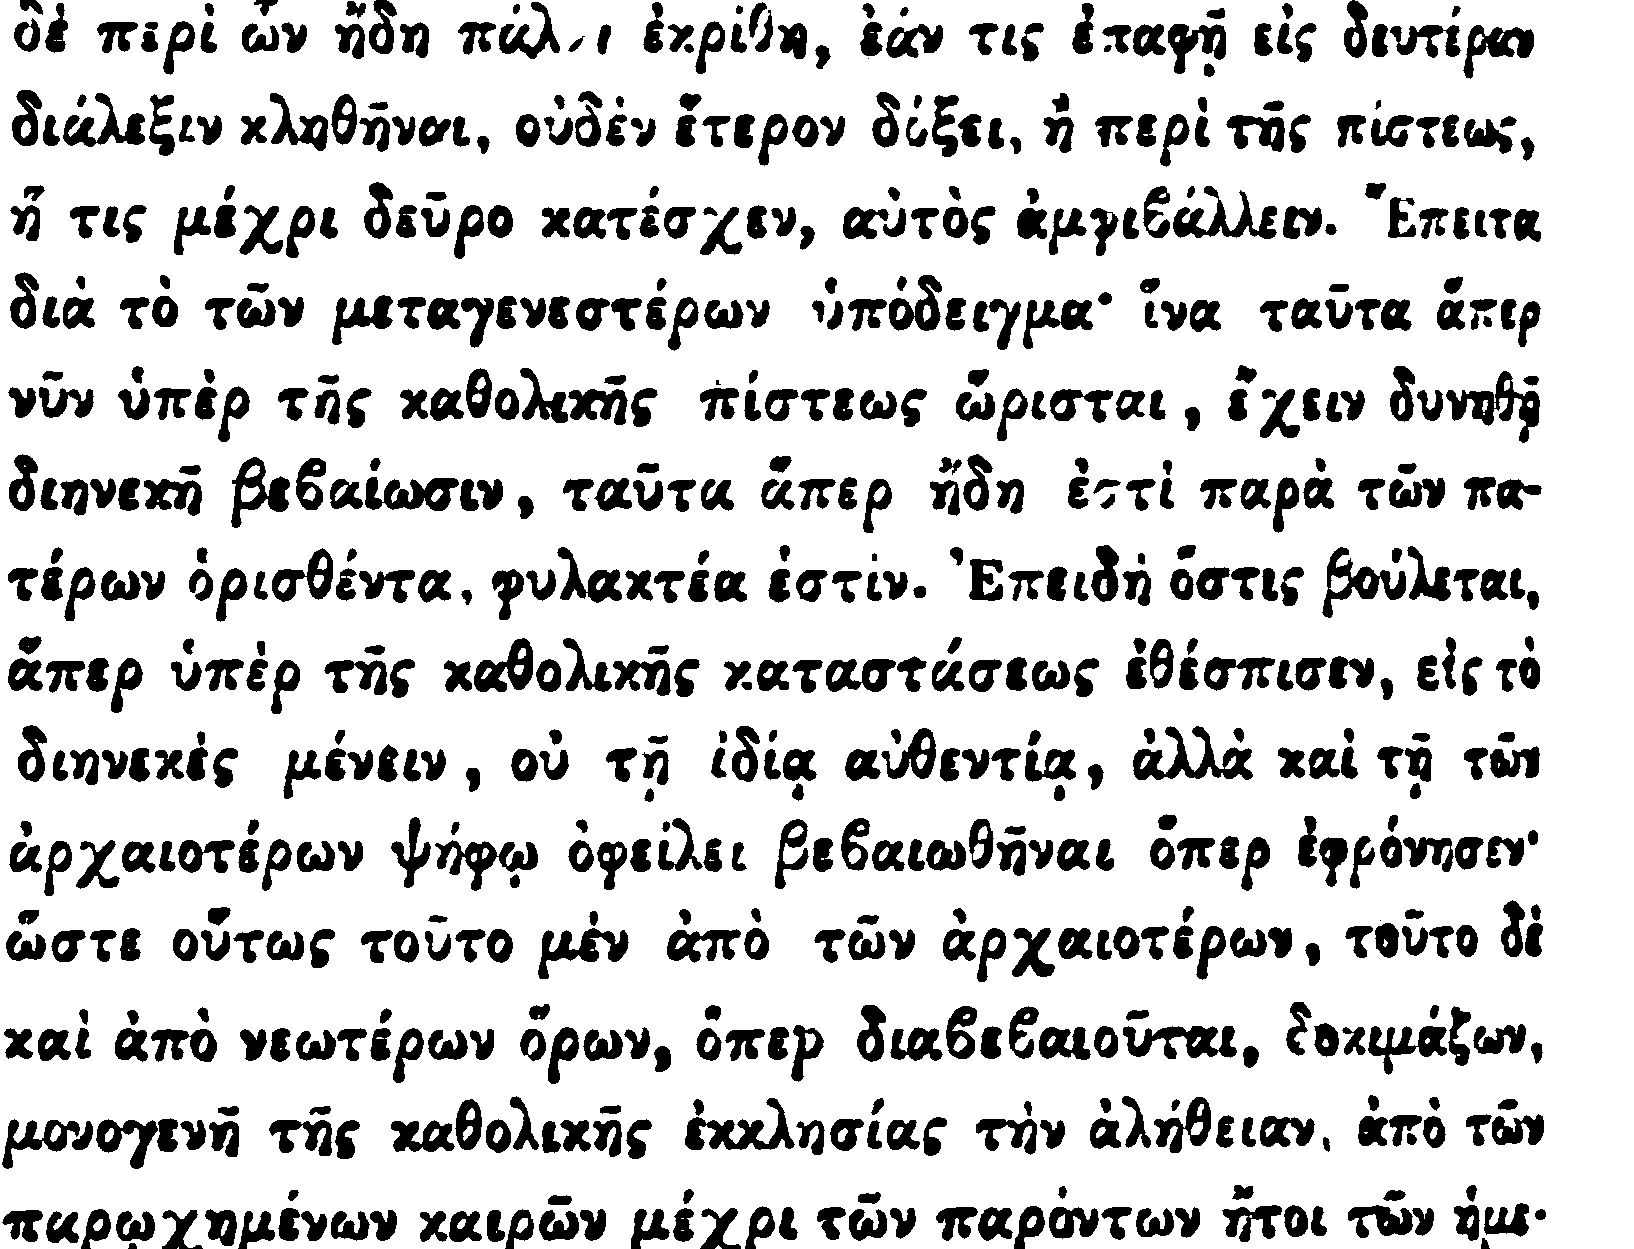 δὲ περὶ ὧν ἤδη πάλαι ἐκρίθη, ἐάν τις ἐπαφῇ εἰς δευτέραν
διάλεξιν κληθῆναι, οὐδὲν ἕτερον δόξει, ἢ περὶ τῆς πίστεως,
ἥ τις μέχρι δεῦρο κατέσχεν, αὐτὸς ἀμφιβάλλειν. Ἔπειτα
διὰ τὸ τῶν μεταγενεστέρων ὑπόδειγμα· ἵνα ταῦτα ἅπερ
νῦν ὑπὲρ τῆς καθολικῆς πίστεως ὥρισται, ἔχειν δυνηθῇ
διηνεκῆ βεβαίωσιν, ταῦτα ἅπερ ἤδη ἐστὶ παρὰ τῶν πα-
τέρων ὁρισθέντα, φυλακτέα ἐστίν. Ἐπειδὴ ὅστις βούλεται,
ἅπερ ὑπὲρ τῆς καθολικῆς καταστάσεως ἐθέσπισεν, εἰς τὸ
διηνεκὲς μένειν, οὐ τῇ ἰδίᾳ αὐθεντίᾳ, ἀλλὰ καὶ τῇ τῶν
ἀρχαιοτέρων ψήφῳ ὀφείλει βεβαιωθῆναι ὅπερ ἐφρόνησεν·
ὥστε οὕτως τοῦτο μὲν ἀπὸ τῶν ἀρχαιοτέρων, τοῦτο δὲ
καὶ ἀπὸ νεωτέρων ὅρων, ὅπερ διαβεβαιοῦται, δοκιμάζων,
μονογενῆ τῆς καθολικῆς ἐκκλησίας τὴν ἀλήθειαν, ἀπὸ τῶν
παρῳχημένων καιρῶν μέχρι τῶν παρόντων ἤτοι τῶν ἡμε-